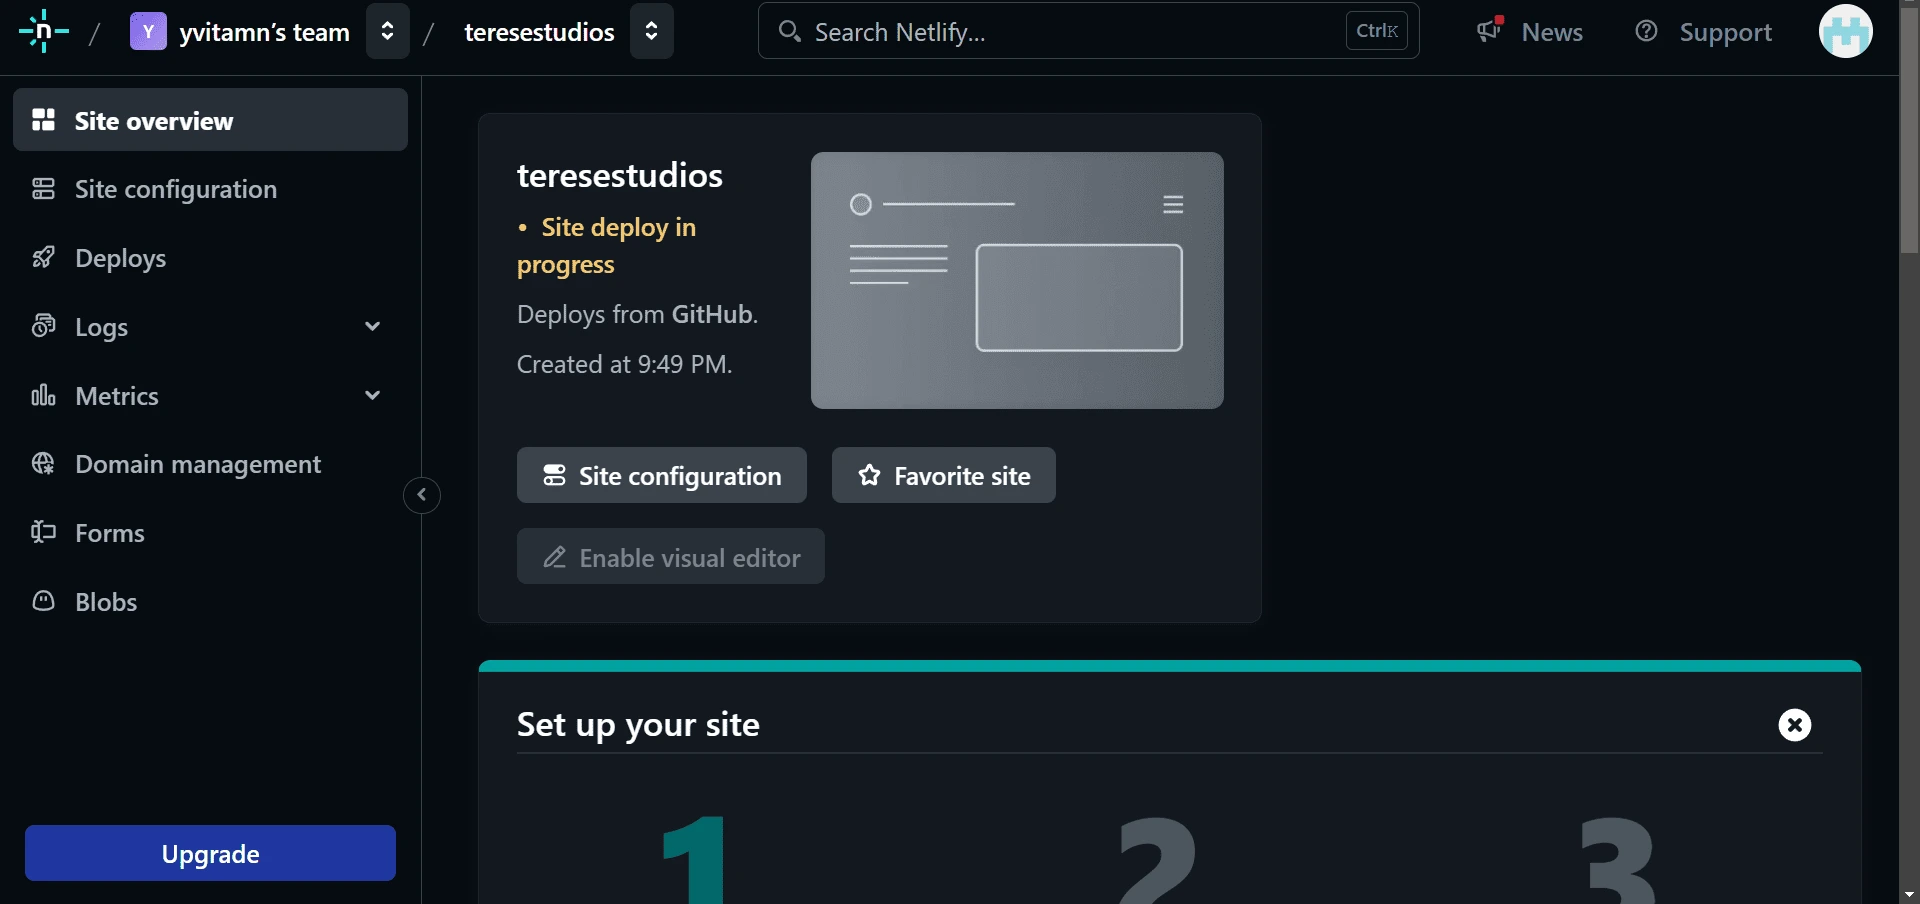 n / Y yvitamn's team / teresestudios Search Netlify... CtrlK News Support
Site overview
Site configuration
Deploys
Logs
Metrics
Domain management
Forms
Blobs
Upgrade
teresestudios
• Site deploy in
progress
Deploys from GitHub.
Created at 9:49 PM.
Site configuration Favorite site
Enable visual editor
Set up your site
1 2 3